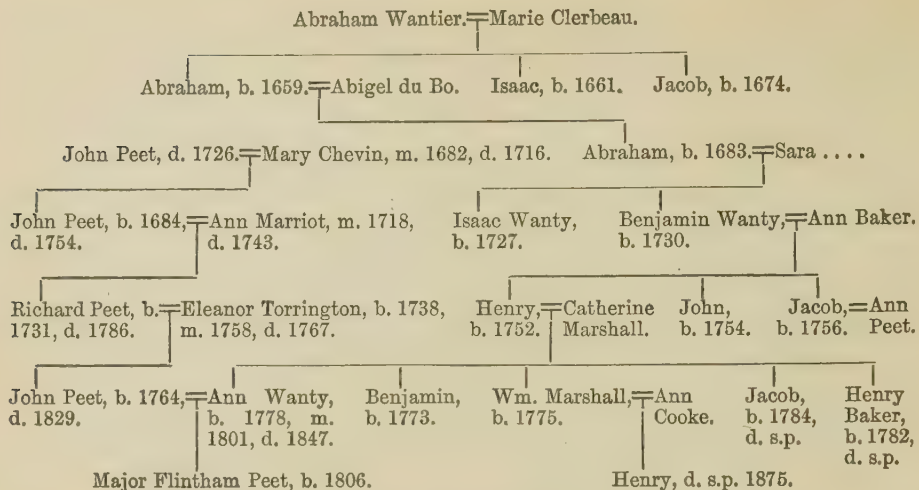 Abraham Wantier.=Marie Clerbeau.
Abraham, b. 1659.=Abigel du Bo. Isaac, b. 1661. Jacob, b. 1674.
John Peet, d. 1726.=Mary Chevin, m. 1682, d. 1716. Abraham, b. 1683.=Sara ....
John Peet, b. 1684,=Ann Marriot, m. 1718, Isaac Wanty, Benjamin Wanty,=Ann Baker.
d. 1754. d. 1743. b. 1727. b. 1730.
Richard Peet, b.=Eleanor Torrington, b. 1738, Henry,=Catherine John, Jacob,=Ann
1731, d. 1786. m. 1758, d. 1767. b. 1752. Marshall. b. 1754. b. 1756. Peet.
John Peet, b. 1764,=Ann Wanty, Benjamin, Wm. Marshall,=Ann Jacob, Henry
d. 1829. b. 1778, m. b. 1773. b. 1775. Cooke. b. 1784, Baker,
1801, d. 1847. d. s.p. b. 1782,
d. s.p.
Major Flintham Peet, b. 1806. Henry, d. s.p. 1875.